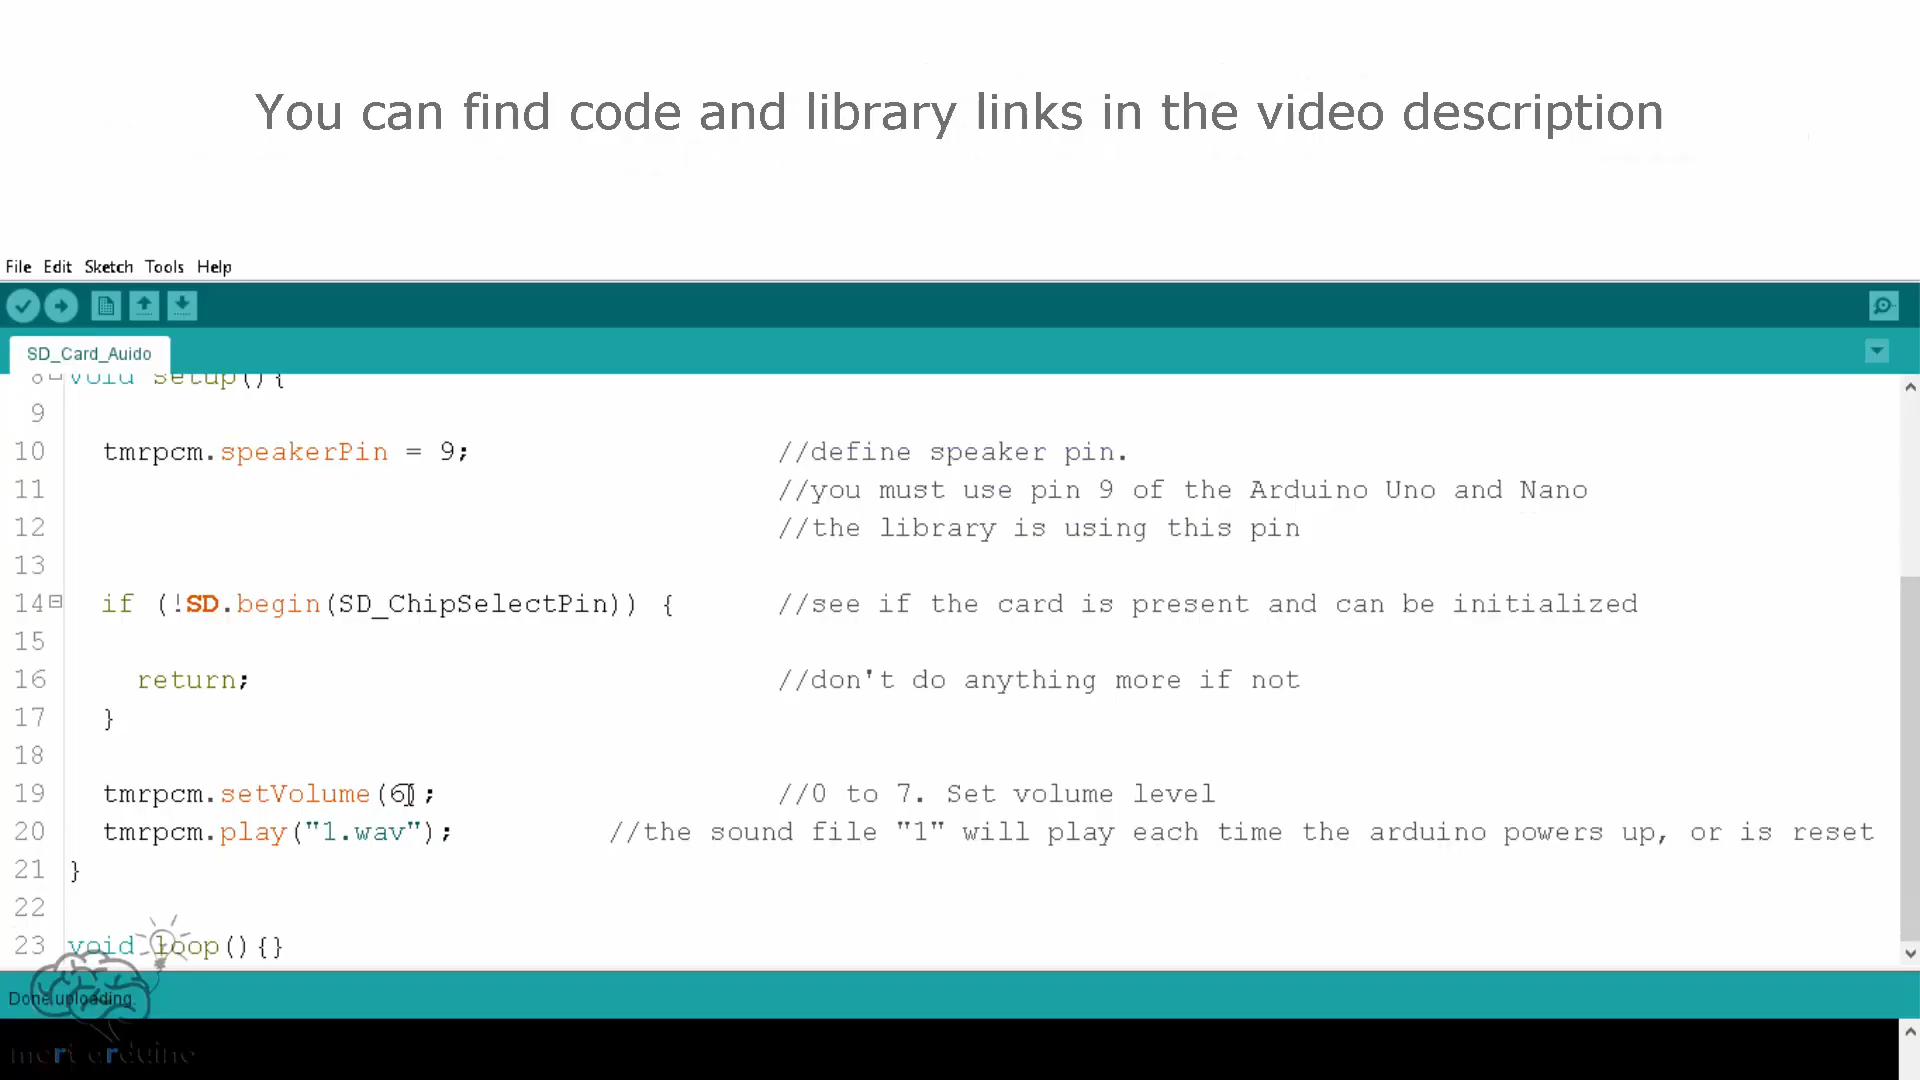 You can find code and library links in the video description
File Edit Sketch Tools Help
SD_Card_Auido
8 void setup(){
9
10 tmrpcm.speakerPin = 9; //define speaker pin.
11 //you must use pin 9 of the Arduino Uno and Nano
12 //the library is using this pin
13
14 if (!SD.begin(SD_ChipSelectPin)) { //see if the card is present and can be initialized
15
16 return; //don't do anything more if not
17 }
18
19 tmrpcm.setVolume(6); //0 to 7. Set volume level
20 tmrpcm.play("1.wav"); //the sound file "1" will play each time the arduino powers up, or is reset
21 }
22
23 void loop(){}
Done uploading.
mert arduino